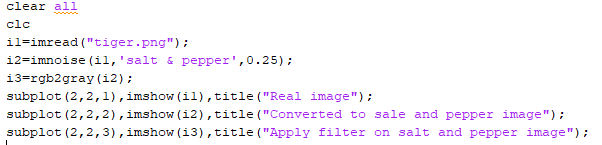 clear all
clc
i1=imread("tiger.png");
i2=imnoise(i1,'salt & pepper',0.25);
i3=rgb2gray(i2);
subplot(2,2,1),imshow(i1),title("Real image");
subplot(2,2,2),imshow(i2),title("Converted to sale and pepper image");
subplot(2,2,3),imshow(i3),title("Apply filter on salt and pepper image");